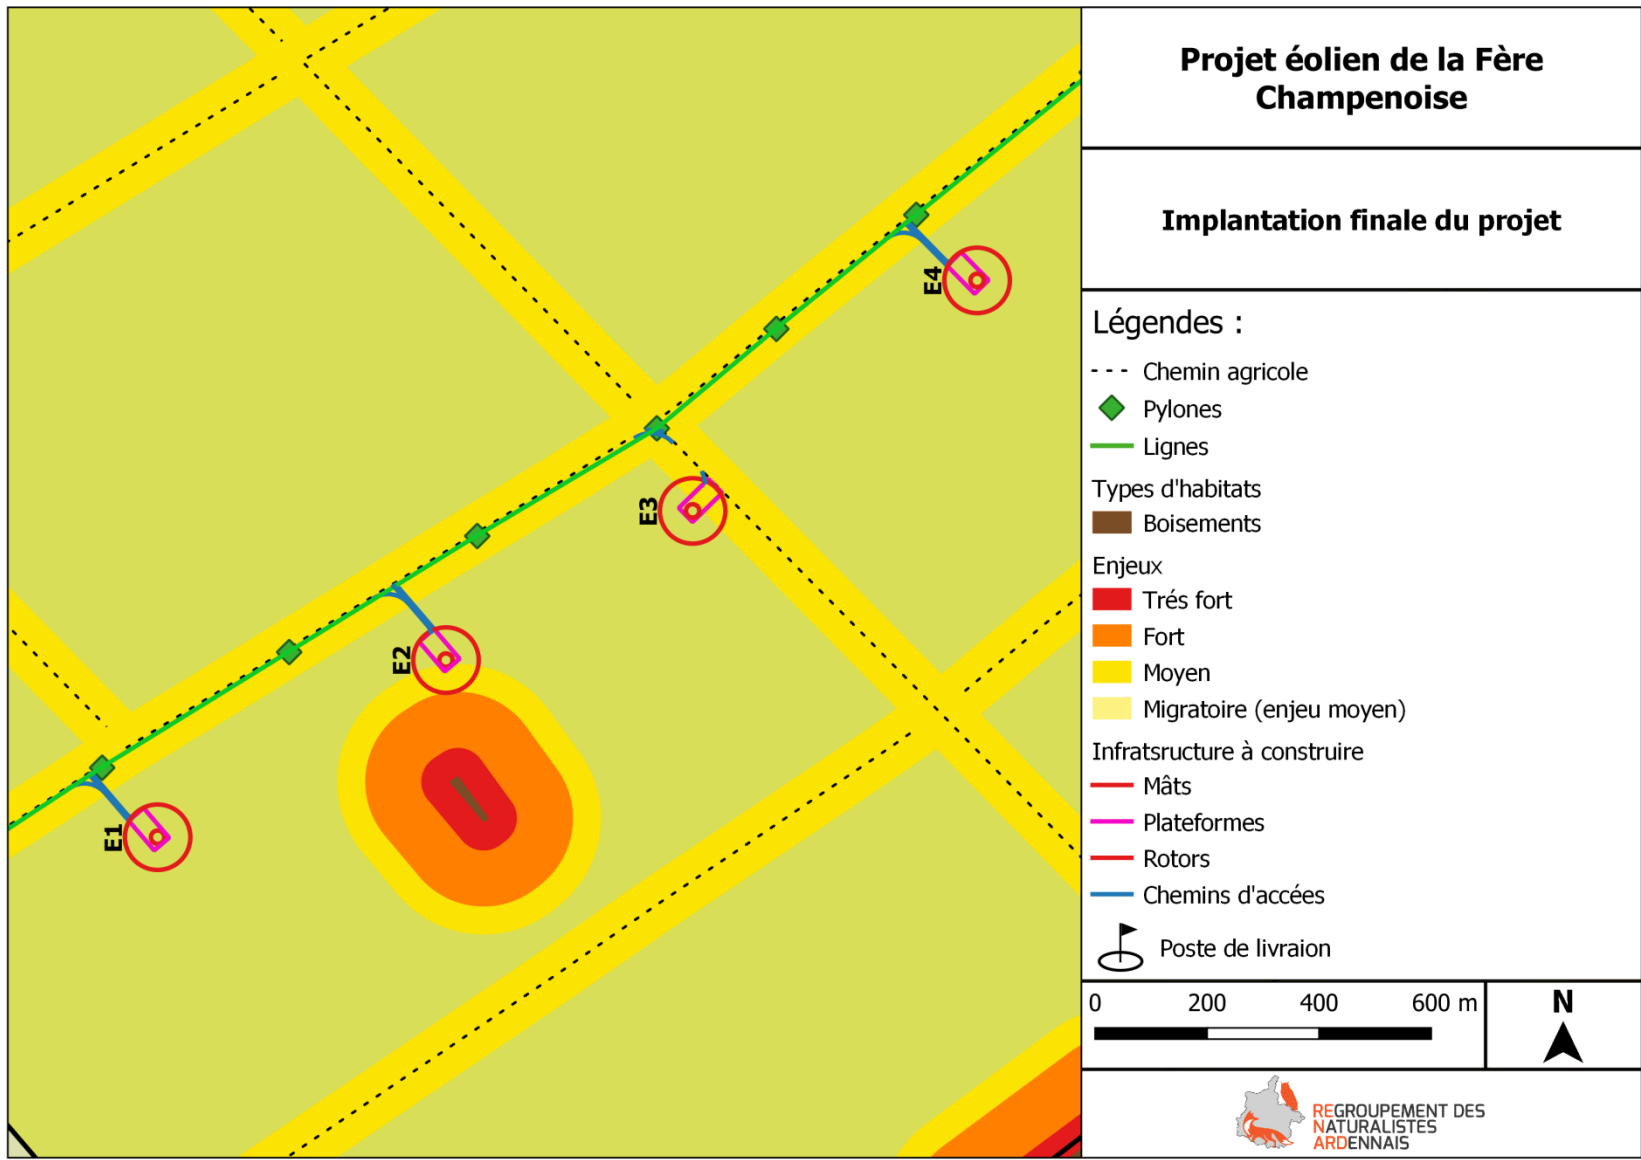 Projet éolien de la Fère
Champenoise
Implantation finale du projet
Légendes :
Chemin agricole
Pylones
Lignes
Types d'habitats
Boisements
Enjeux
Trés fort
Fort
Moyen
Migratoire (enjeu moyen)
Infratsructure à construire
Mâts
Plateformes
Rotors
Chemins d'accées
Poste de livraion
0 200 400 600 m
N
REGROUPEMENT DES
NATURALISTES
ARDENNAIS
E4
E3
E2
E1